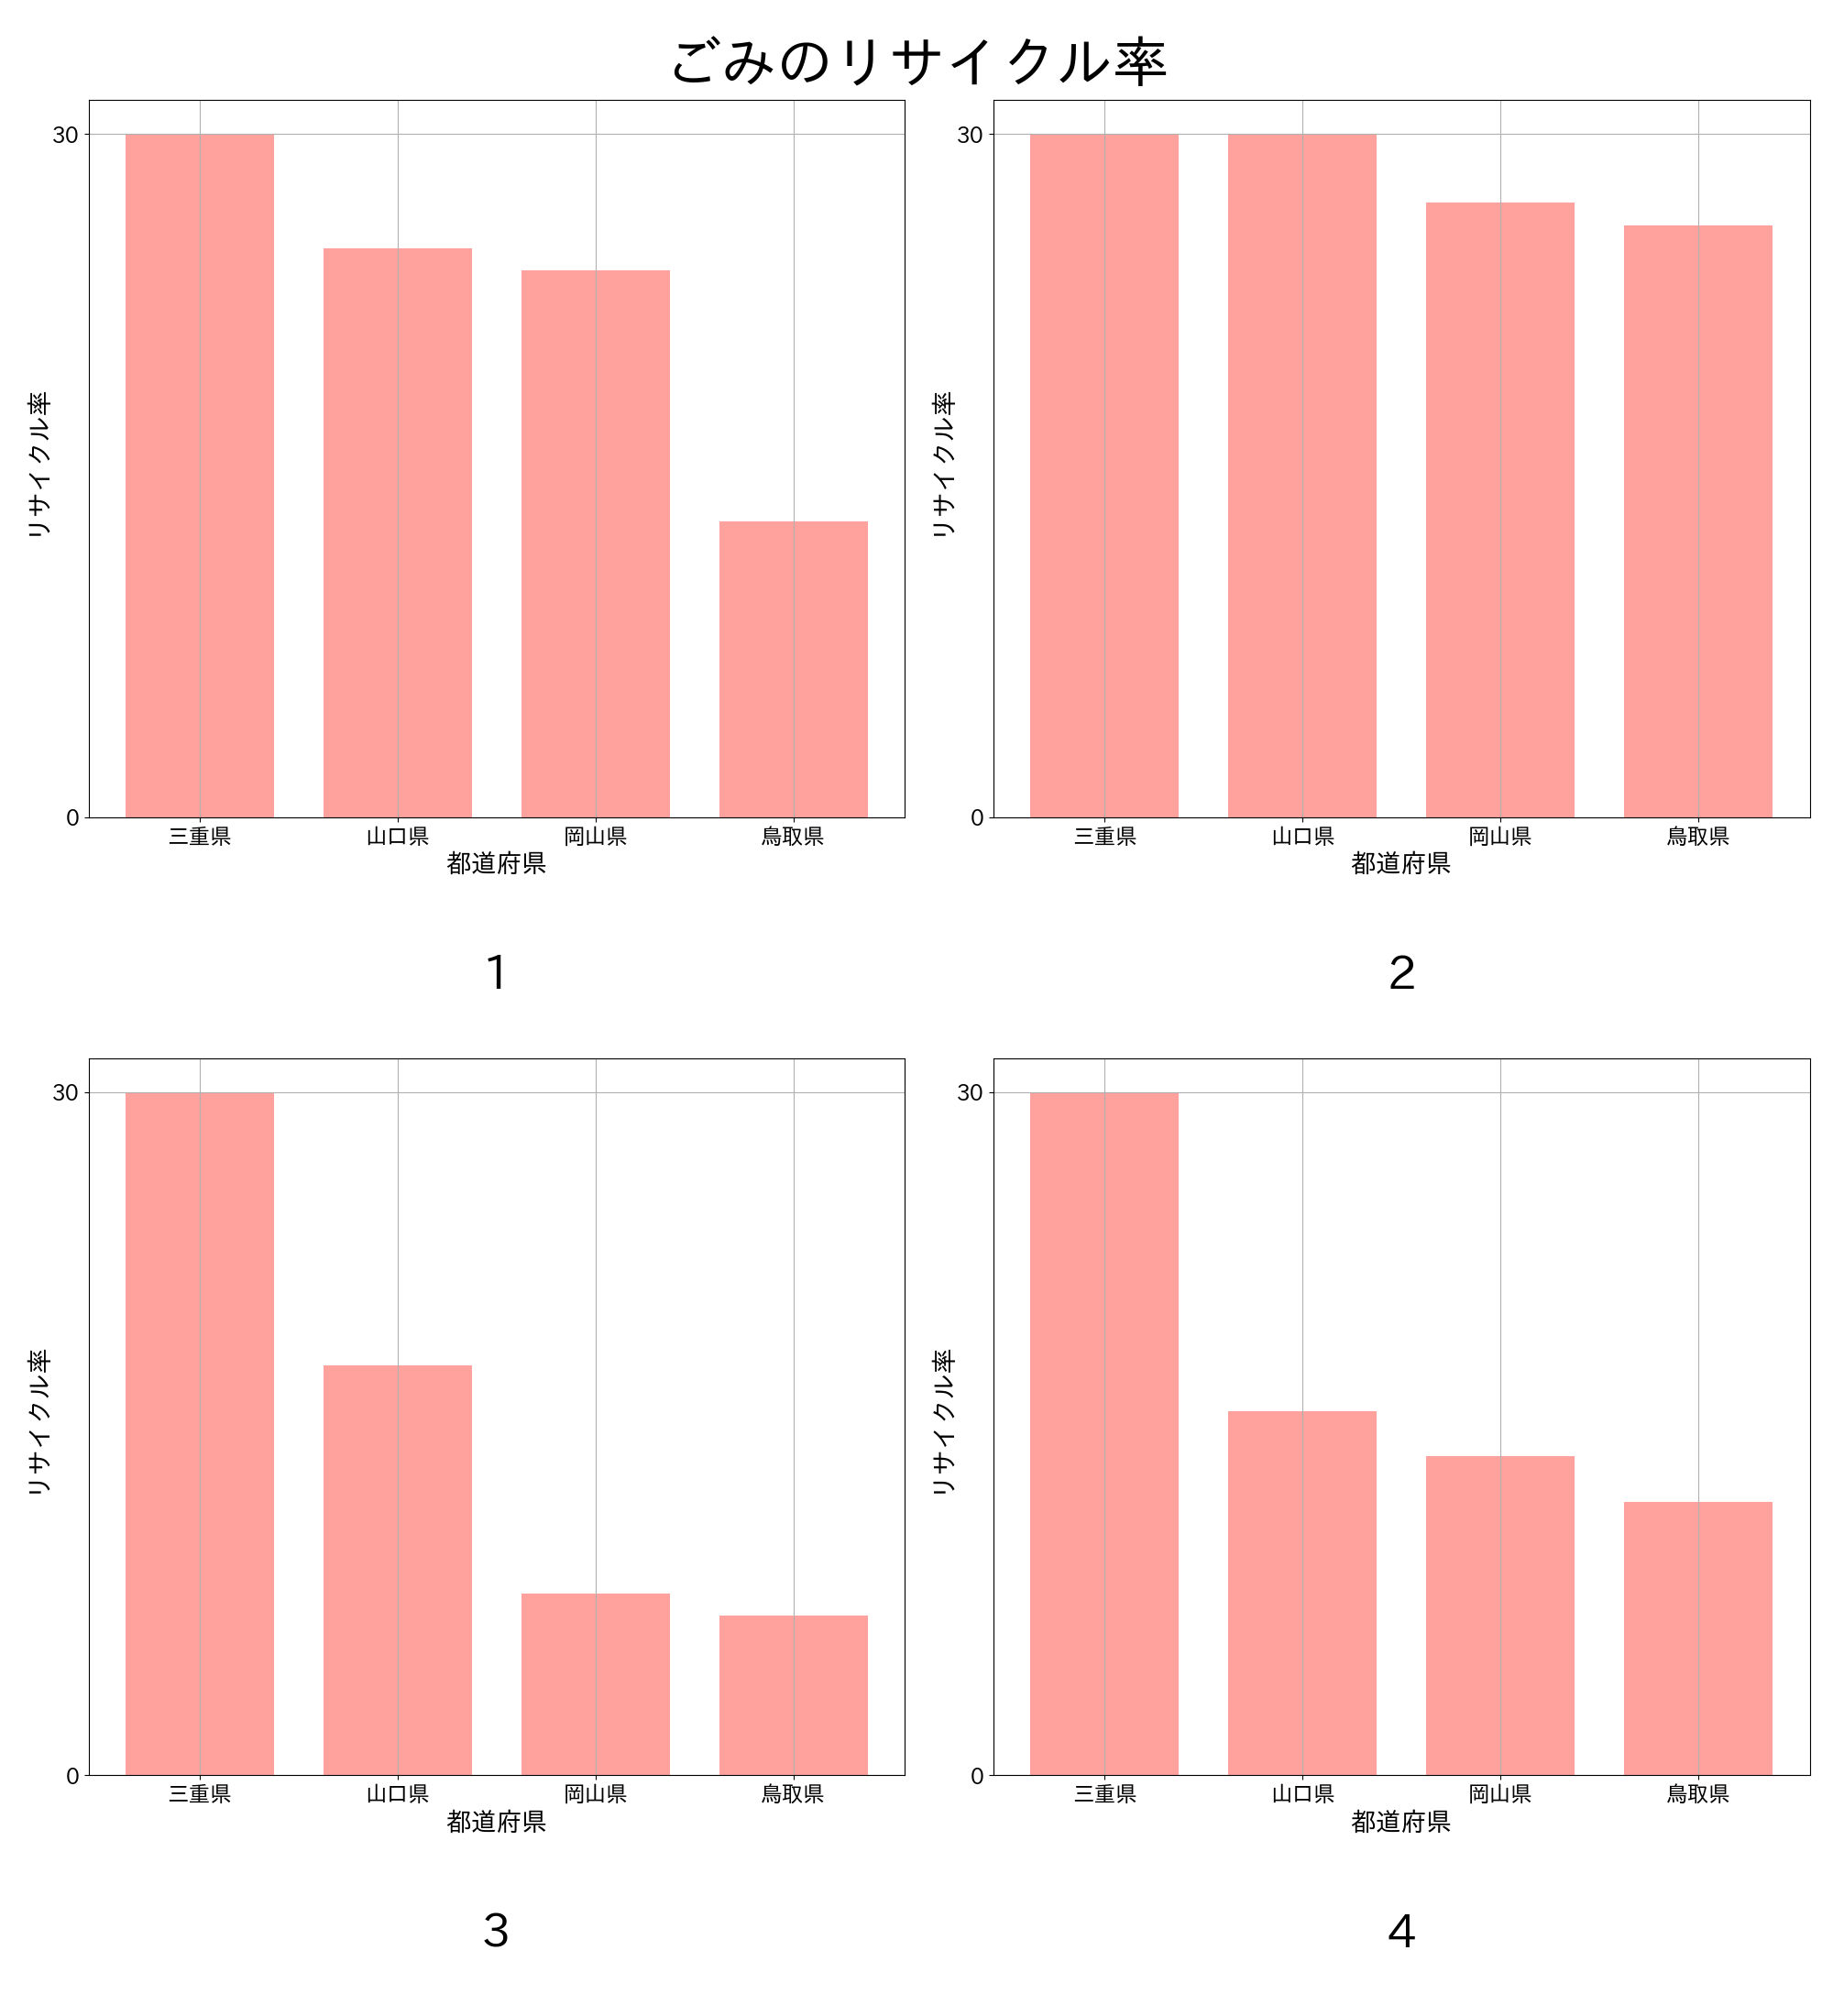 ごみのリサイクル率
30
0
リサイクル率
三重県 山口県 岡山県 鳥取県
都道府県
1
30
0
リサイクル率
三重県 山口県 岡山県 鳥取県
都道府県
2
30
0
リサイクル率
三重県 山口県 岡山県 鳥取県
都道府県
3
30
0
リサイクル率
三重県 山口県 岡山県 鳥取県
都道府県
4